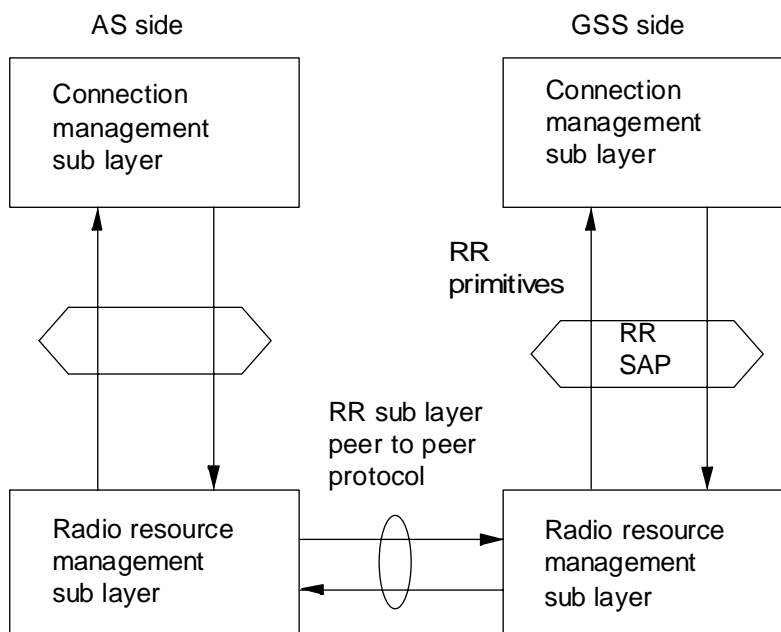 AS side
GSS side
Connection
management
sub layer
Connection
management
sub layer
RR
primitives
RR
SAP
RR sub layer
peer to peer
protocol
Radio resource
management
sub layer
Radio resource
management
sub layer